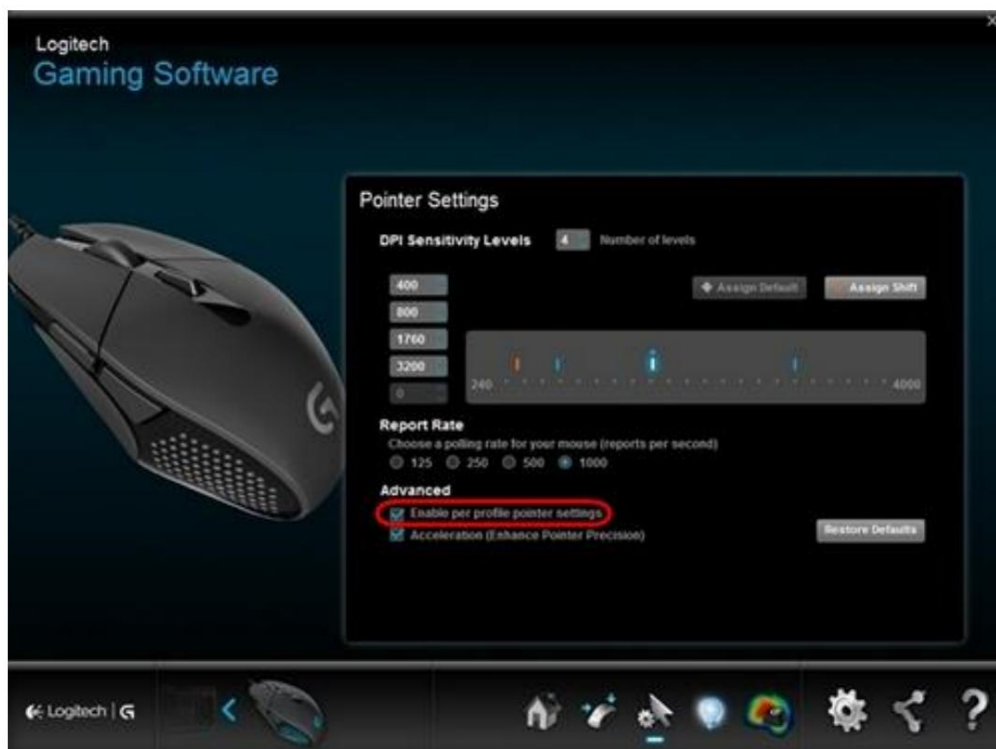 Logitech
Gaming Software
Pointer Settings
DPI Sensitivity Levels 4 Number of levels
400
Assign Default Assign Shift
800
1760
3200
240 4000
0
Report Rate
Choose a polling rate for your mouse (reports per second)
125 250 500 1000
Advanced
Enable per profile pointer settings
Acceleration (Enhance Pointer Precision)
Restore Defaults
Logitech | G
?